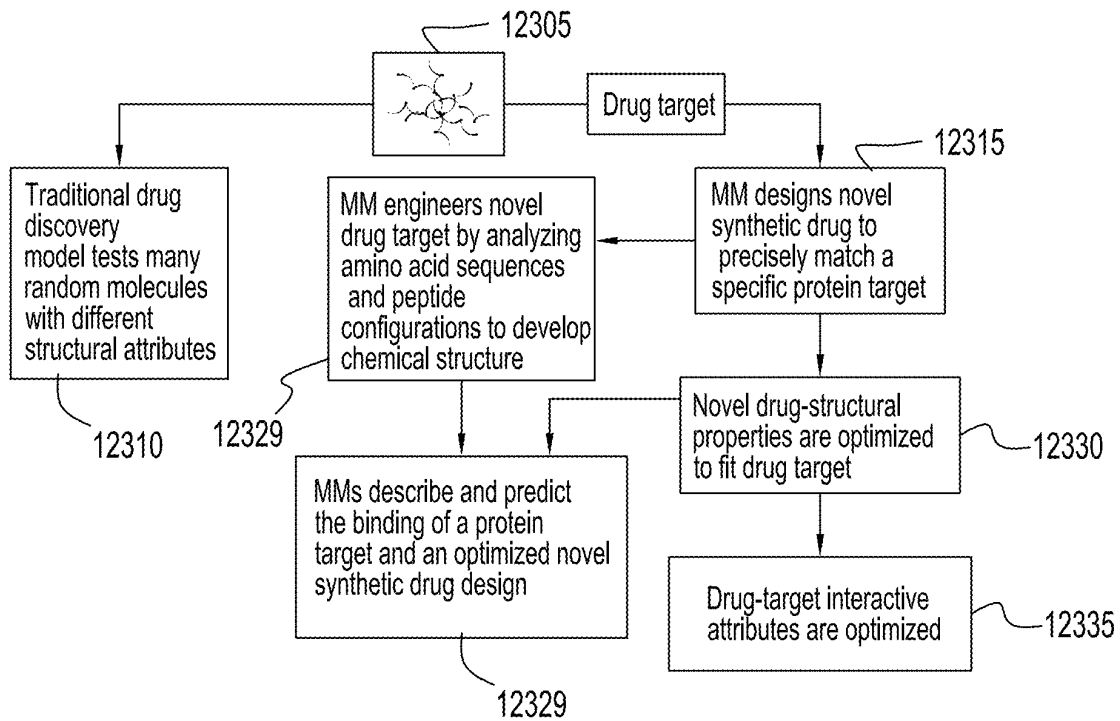 12305
Drug target
12315
Traditional drug
discovery
model tests many
random molecules
with different
structural attributes
12310
MM engineers novel
drug target by analyzing
amino acid sequences
and peptide
configurations to develop
chemical structure
12329
MM designs novel
synthetic drug to
precisely match a
specific protein target
Novel drug-structural
properties are optimized
to fit drug target
12330
MMs describe and predict
the binding of a protein
target and an optimized novel
synthetic drug design
12329
Drug-target interactive
attributes are optimized
12335